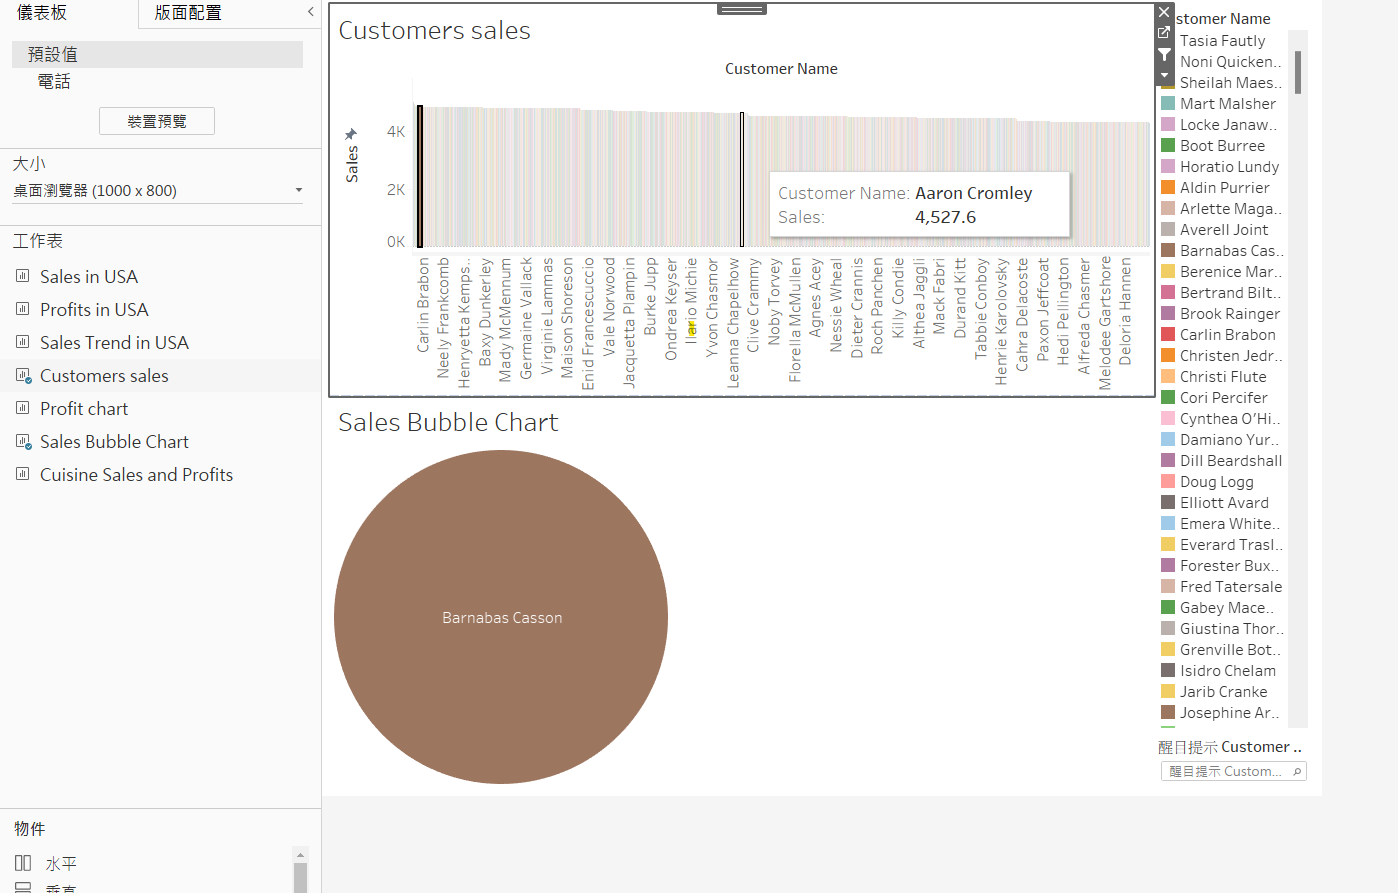 儀表板
版面配置
預設值
電話
裝置預覽
大小
桌面瀏覽器 (1000 x 800)
工作表
Sales in USA
Profits in USA
Sales Trend in USA
Customers sales
Profit chart
Sales Bubble Chart
Cuisine Sales and Profits
物件
水平
垂直
Customers sales
Customer Name
Sales
4K
2K
0K
Customer Name: Aaron Cromley
Sales: 4,527.6
Carlin Brabon
Neely Frankcomb
Henryetta Kemps..
Baxy Dunkerley
Mady McMennum
Germaine Vallack
Virginie Lammas
Maison Shoreson
Enid Francescuccio
Vale Norwood
Jacquetta Plampin
Burke Jupp
Ondrea Keyser
Ilario Michie
Yvon Chasmor
Leanna Chapelhow
Clive Crammy
Noby Torvey
Florella McMullen
Agnes Acey
Nessie Wheal
Dieter Crannis
Roch Panchen
Killy Condie
Althea Jaggli
Mack Fabri
Durand Kitt
Tabbie Conboy
Henrie Karolovsky
Cahra Delacoste
Paxon Jeffcoat
Hedi Pellington
Alfreda Chasmer
Melodee Gartshore
Deloria Hannen
Sales Bubble Chart
Barnabas Casson
stomer Name
Tasia Fautly
Noni Quicken..
Sheilah Maes..
Mart Malsher
Locke Janaw..
Boot Burree
Horatio Lundy
Aldin Purrier
Arlette Maga..
Averell Joint
Barnabas Cas..
Berenice Mar..
Bertrand Bilt..
Brook Rainger
Carlin Brabon
Christen Jedr..
Christi Flute
Cori Percifer
Cynthea O'Hi..
Damiano Yur..
Dill Beardshall
Doug Logg
Elliott Avard
Emera White..
Everard Trasl..
Forester Bux..
Fred Tatersale
Gabey Mace..
Giustina Thor..
Grenville Bot..
Isidro Chelam
Jarib Cranke
Josephine Ar..
醒目提示 Customer ..
醒目提示 Custom...